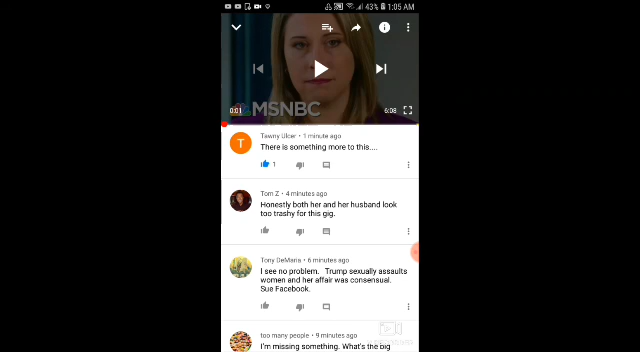 43% 1:05 AM
0:01
MSNBC
6:08
T
Tawny Ulcer • 1 minute ago
There is something more to this....
1
Tom Z • 4 minutes ago
Honestly both her and her husband look
too trashy for this gig.
Tony DeMaria • 6 minutes ago
I see no problem. Trump sexually assaults
women and her affair was consensual.
Sue Facebook.
too many people • 9 minutes ago
I'm missing something. What's the big